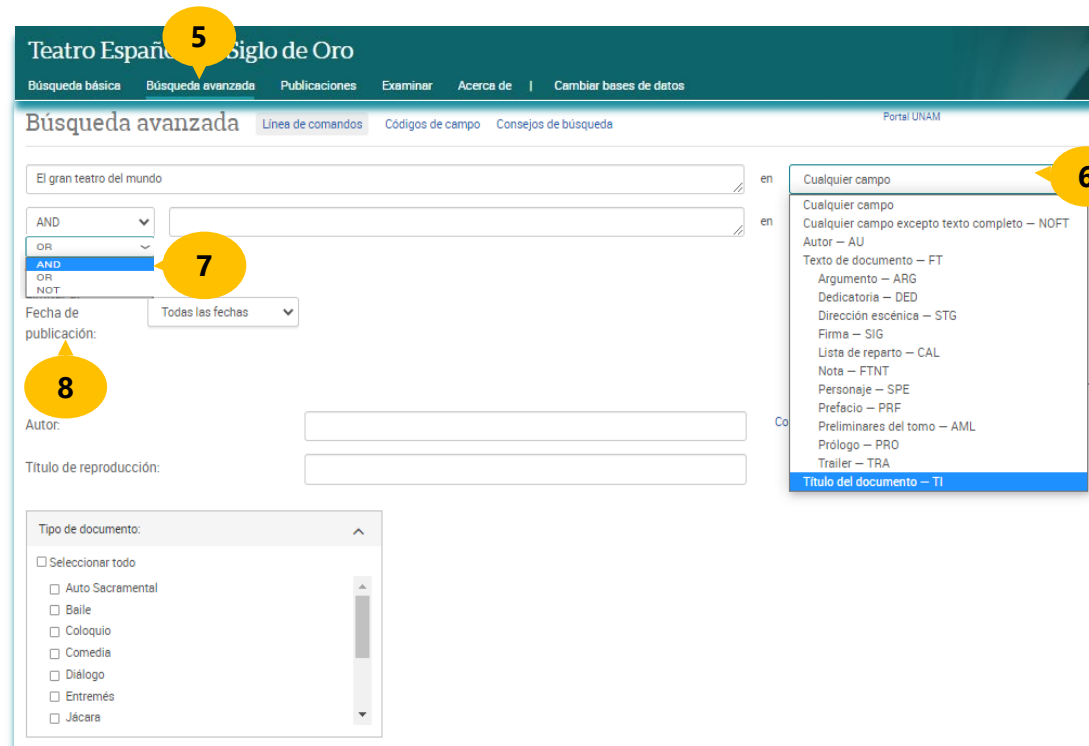 5
Teatro Españ Siglo de Oro
Búsqueda básica Búsqueda avanzada Publicaciones Examinar Acerca de | Cambiar bases de datos
Búsqueda avanzada Línea de comandos Códigos de campo Consejos de búsqueda Portal UNAM
El gran teatro del mundo en Cualquier campo 6
AND en
OR
AND
OR
NOT
7
Cualquier campo
Cualquier campo excepto texto completo – NOFT
Autor – AU
Texto de documento – FT
Argumento – ARG
Dedicatoria – DED
Dirección escénica – STG
Firma – SIG
Lista de reparto – CAL
Nota – FTNT
Personaje – SPE
Prefacio – PRF
Preliminares del tomo – AML
Prólogo – PRO
Trailer – TRA
Título del documento – TI
Fecha de
publicación:
Todas las fechas
8
Autor: Co
Título de reproducción:
Tipo de documento:
Seleccionar todo
Auto Sacramental
Baile
Coloquio
Comedia
Diálogo
Entremés
Jácara